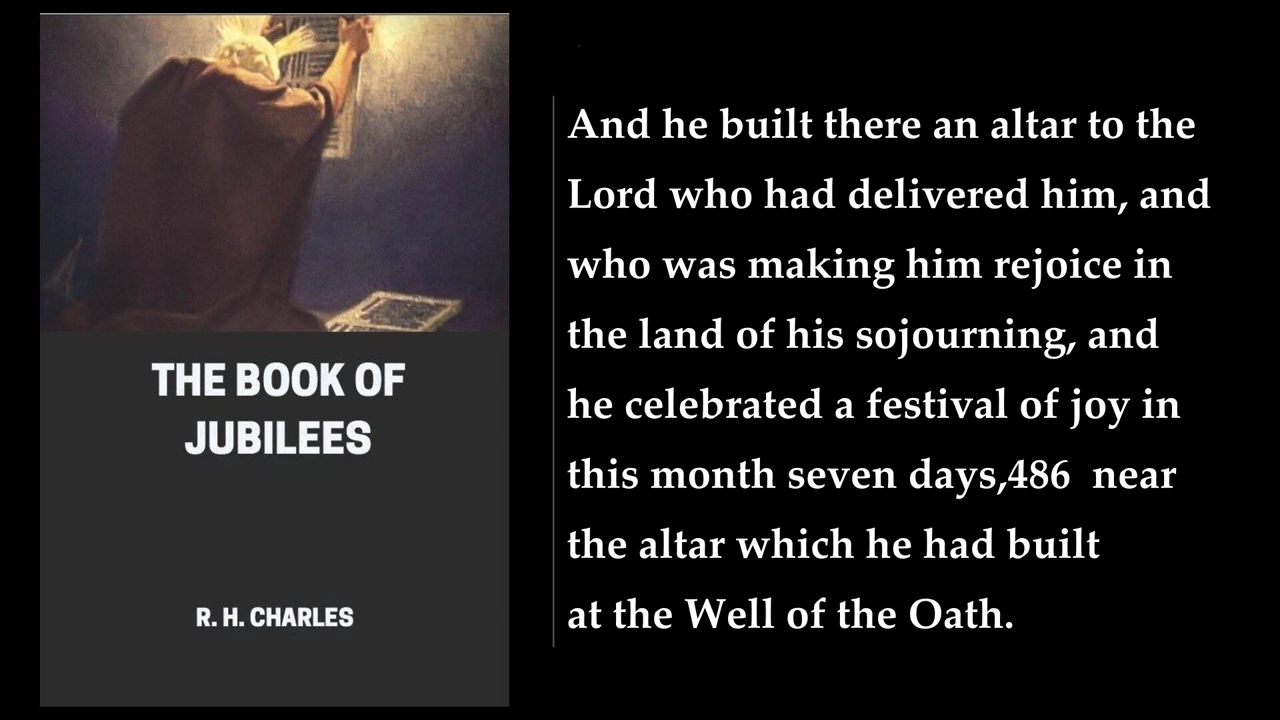 THE BOOK OF
JUBILEES
R. H. CHARLES
And he built there an altar to the
Lord who had delivered him, and
who was making him rejoice in
the land of his sojourning, and
he celebrated a festival of joy in
this month seven days,486  near
the altar which he had built
at the Well of the Oath.